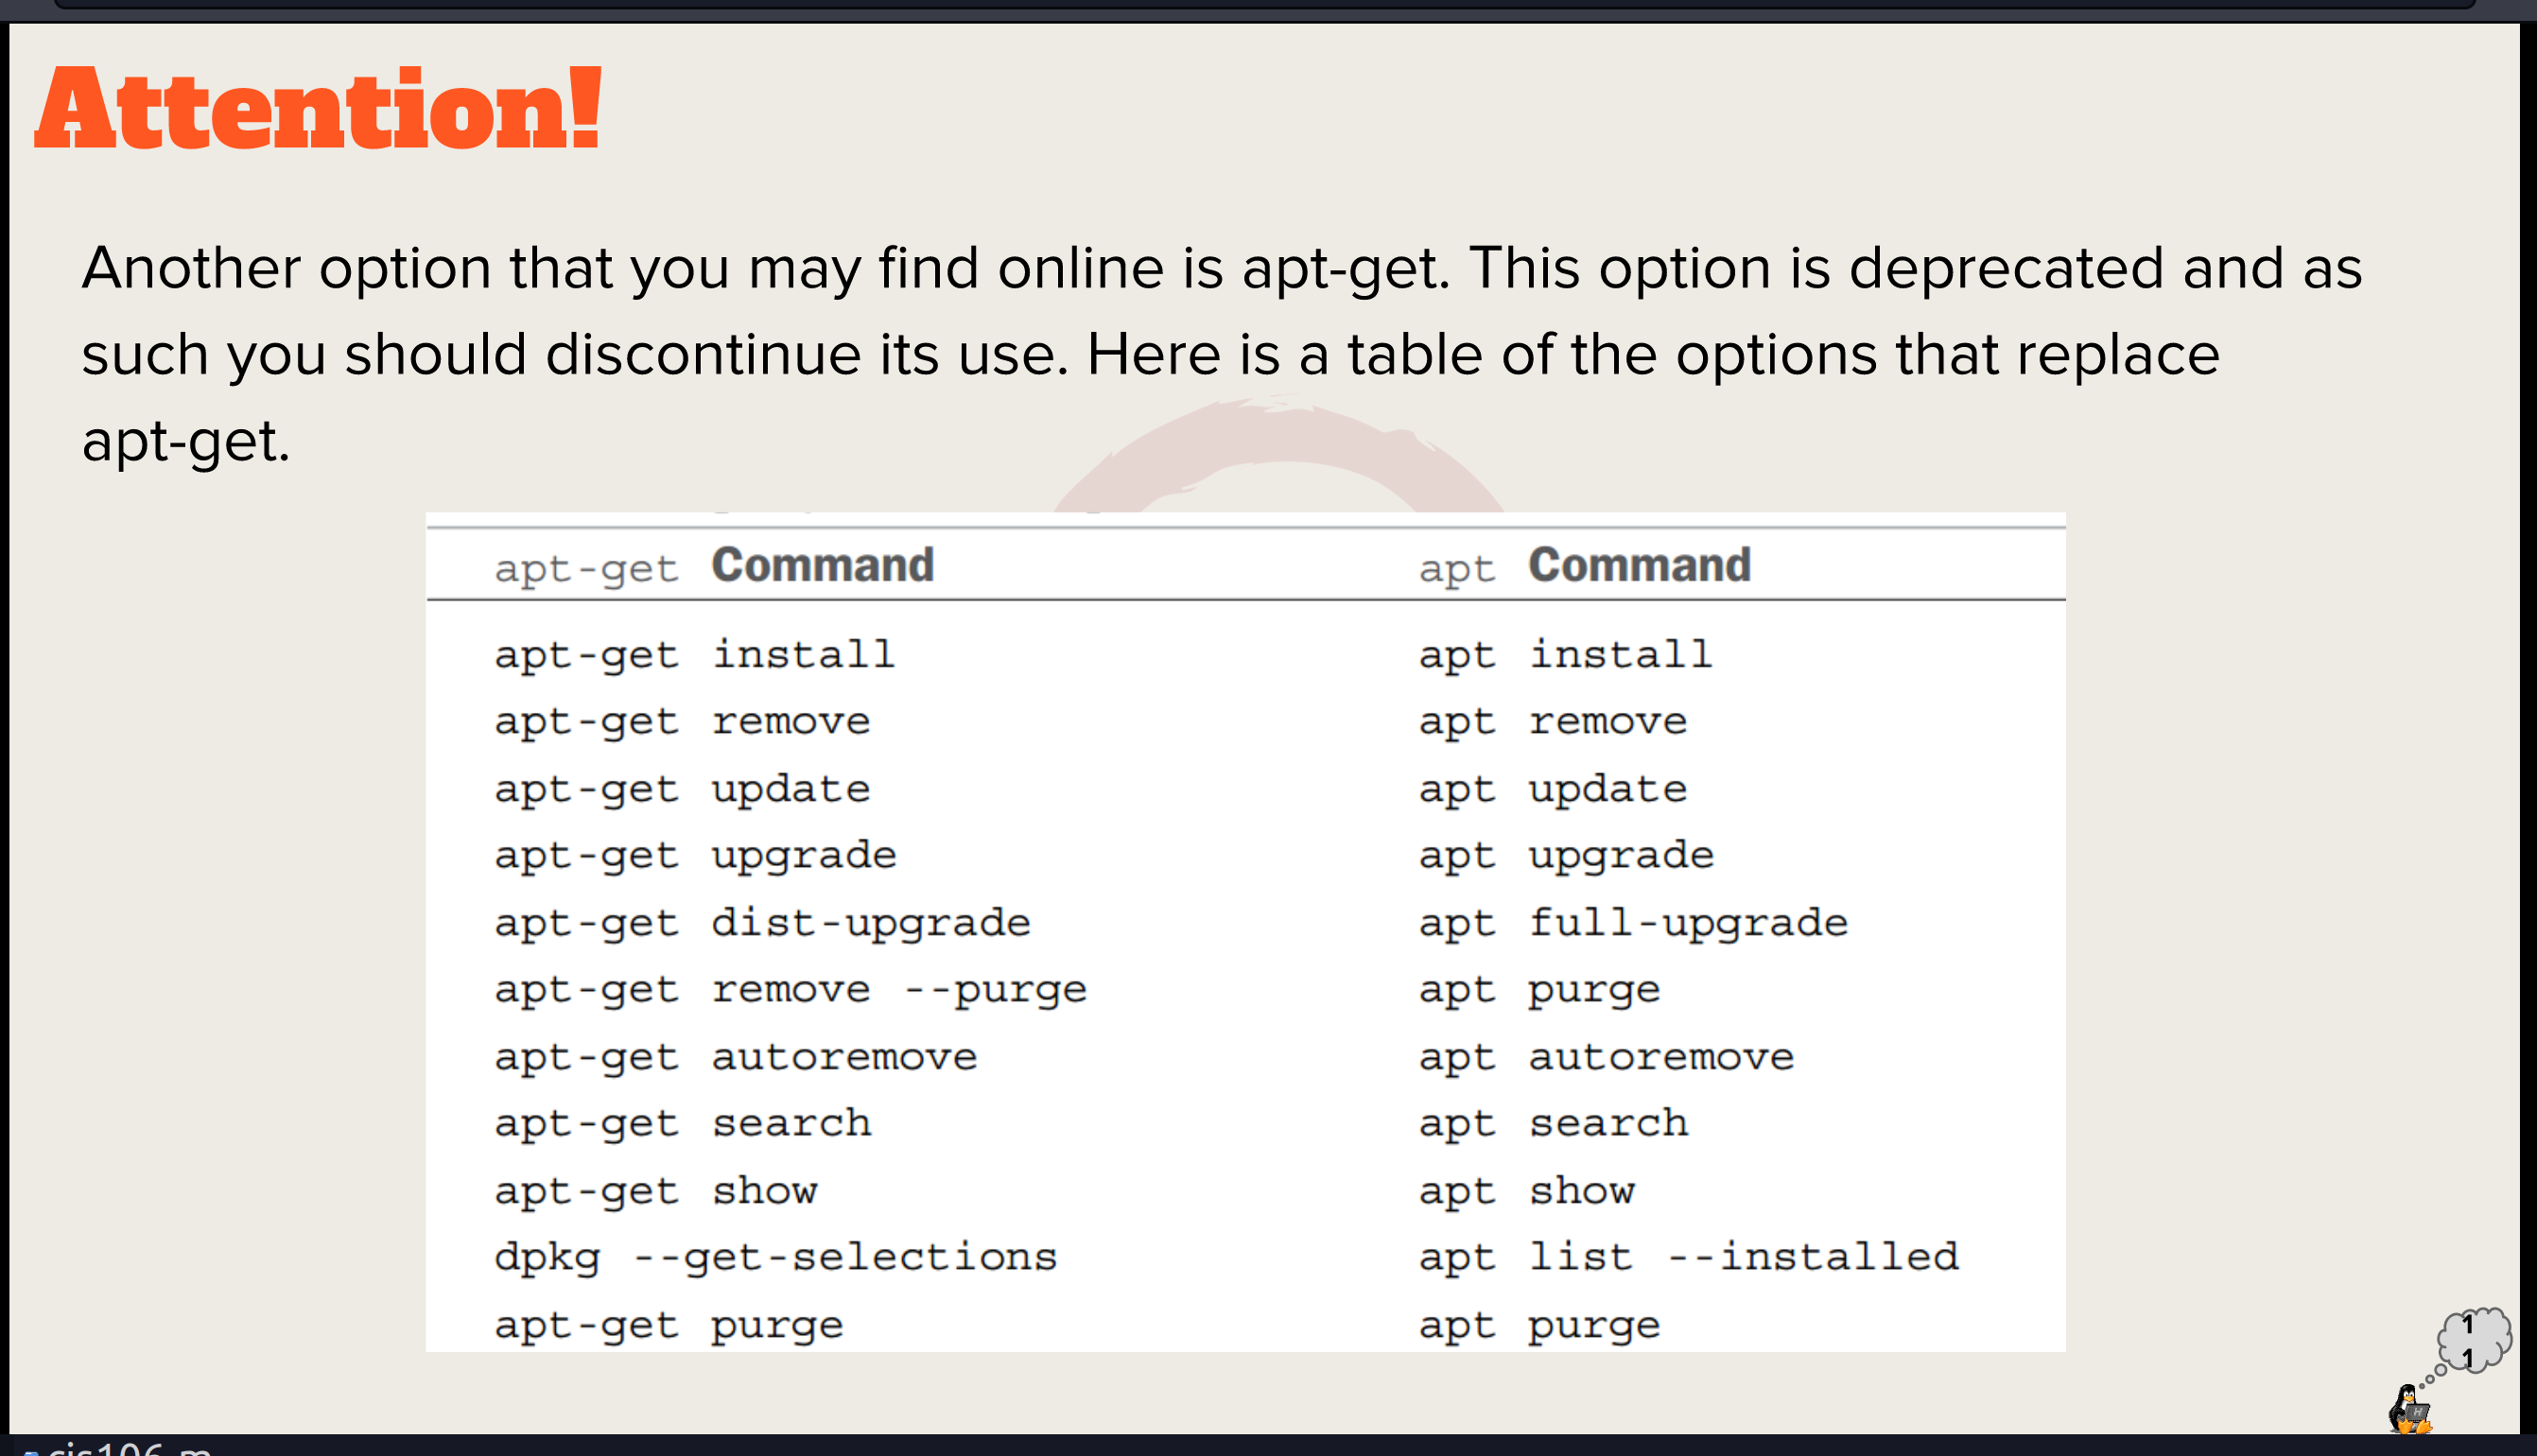 Attention!
Another option that you may find online is apt-get. This option is deprecated and as
such you should discontinue its use. Here is a table of the options that replace
apt-get.
apt-get Command apt Command
apt-get install apt install
apt-get remove apt remove
apt-get update apt update
apt-get upgrade apt upgrade
apt-get dist-upgrade apt full-upgrade
apt-get remove --purge apt purge
apt-get autoremove apt autoremove
apt-get search apt search
apt-get show apt show
dpkg --get-selections apt list --installed
apt-get purge apt purge
1
1